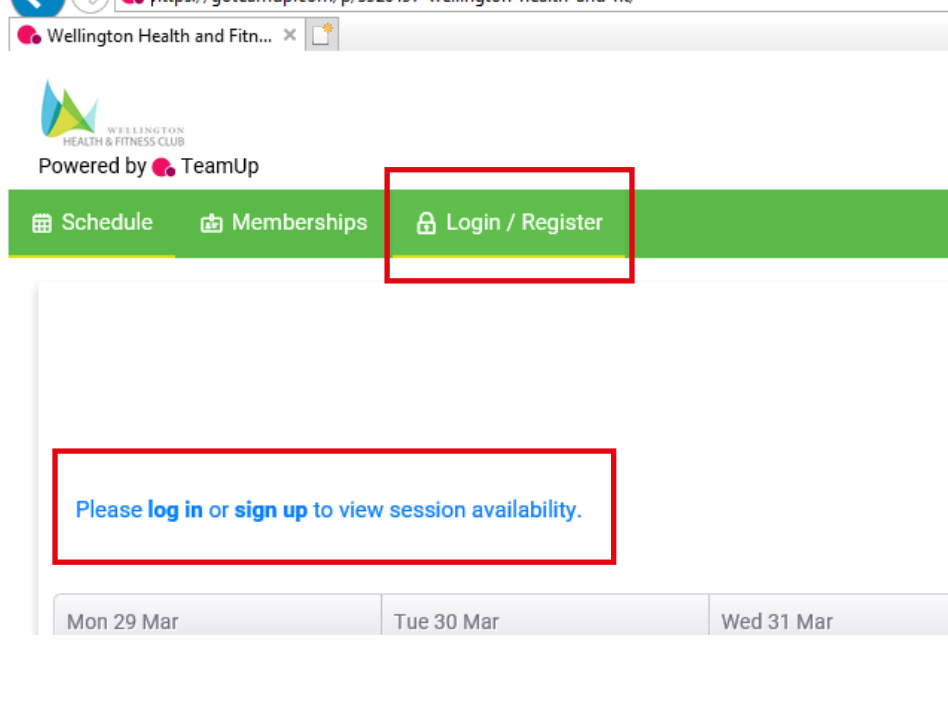 Wellington Health and Fitn...
WELLINGTON
HEALTH & FITNESS CLUB
Powered by TeamUp
Schedule Memberships Login / Register
Please log in or sign up to view session availability.
Mon 29 Mar Tue 30 Mar Wed 31 Mar